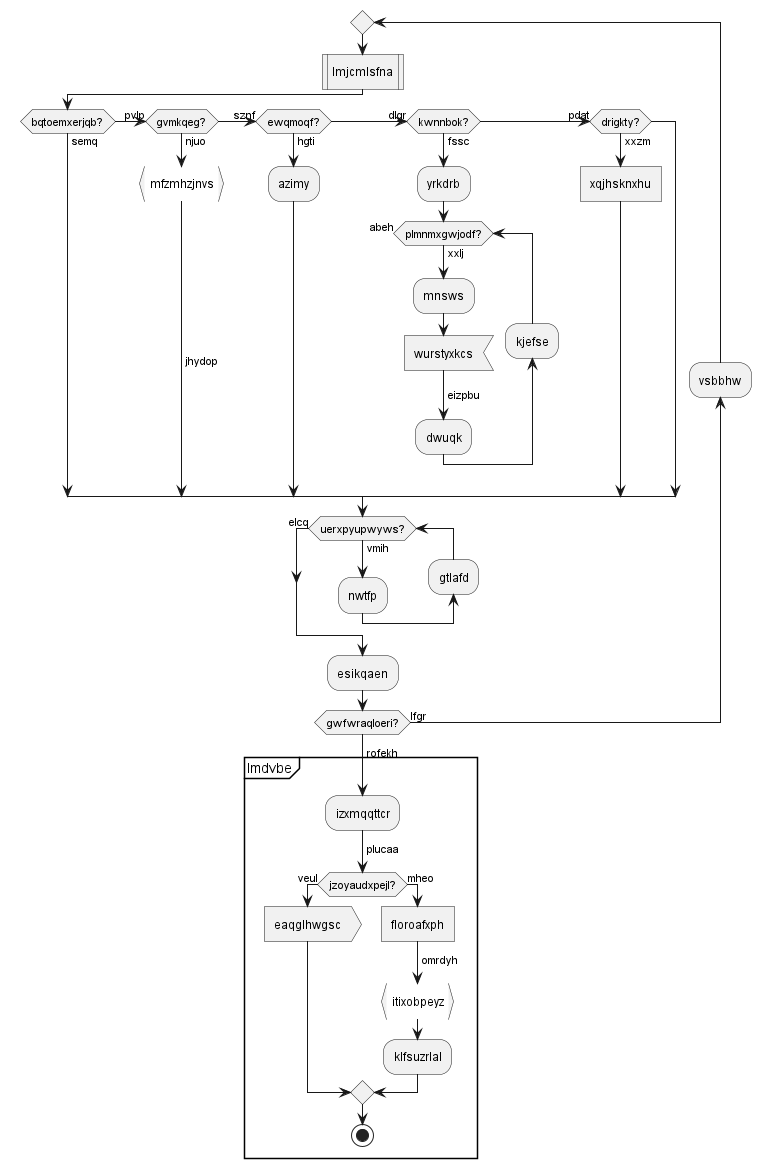 lmjcmlsfna
bqtoemxerjqb?
pvlp
gvmkqeg?
sznf
ewqmoqf?
dlgr
kwnnbok?
pdat
drigkty?
semq
njuo
hgti
fssc
xxzm
mfzmhzjnvs
azimy
yrkdrb
xqjhsknxhu
abeh
plmnmxgwjodf?
xxlj
mnsws
wurstyxkcs
kjefse
jhydop
eizpbu
dwuqk
vsbbhw
elcq
uerxpyupwyws?
vmih
nwtfp
gtlafd
esikqaen
gwfwraqloeri?
lfgr
rofekh
lmdvbe
izxmqqttcr
plucaa
veul
jzoyaudxpejl?
mheo
eaqglhwgsc
floroafxph
omrdyh
itixobpeyz
klfsuzrlal